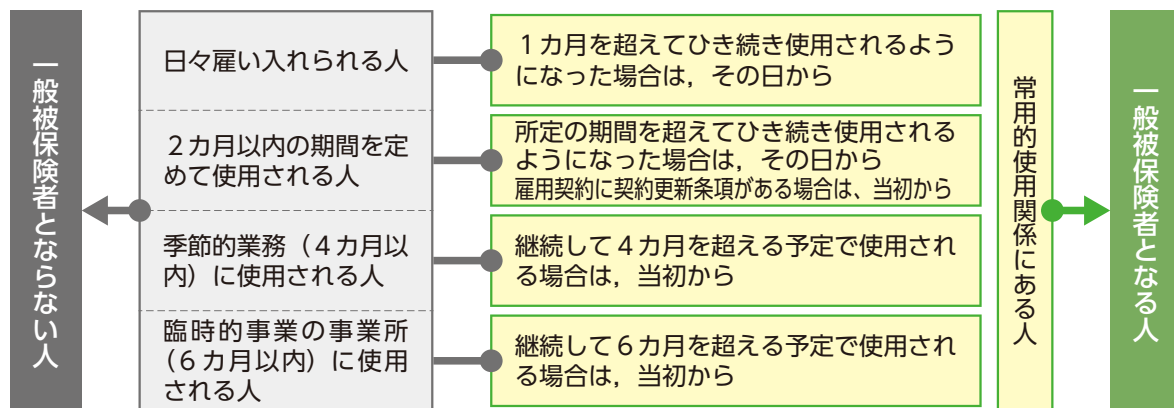 一般被保険者とならない人
日々雇い入れられる人
１カ月を超えてひき続き使用されるよう
になった場合は，その日から
２カ月以内の期間を定
めて使用される人
所定の期間を超えてひき続き使用される
ようになった場合は，その日から
雇用契約に契約更新条項がある場合は、当初から
季節的業務（４カ月以
内）に使用される人
継続して４カ月を超える予定で使用され
る場合は，当初から
臨時的事業の事業所
（６カ月以内）に使用
される人
継続して６カ月を超える予定で使用され
る場合は，当初から
常用的使用関係にある人
一般被保険者となる人